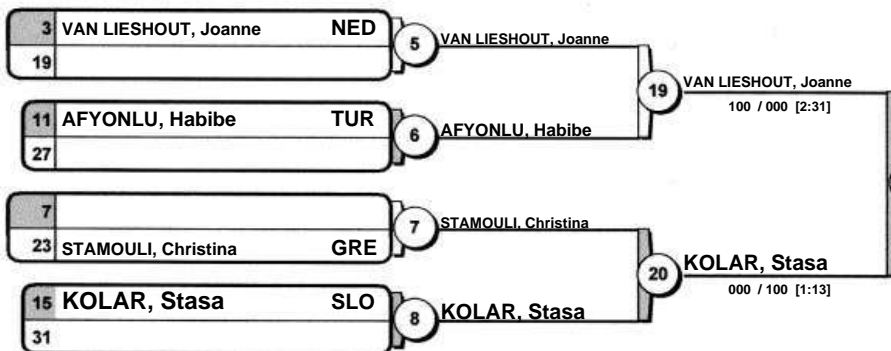 3 VAN LIESHOUT, Joanne NED
19
5 VAN LIESHOUT, Joanne
11 AFYONLU, Habibe TUR
27
6 AFYONLU, Habibe
19 VAN LIESHOUT, Joanne
100 / 000 [2:31]
7
23 STAMOULI, Christina GRE
7 STAMOULI, Christina
15 KOLAR, Stasa SLO
31
8 KOLAR, Stasa
20 KOLAR, Stasa
000 / 100 [1:13]